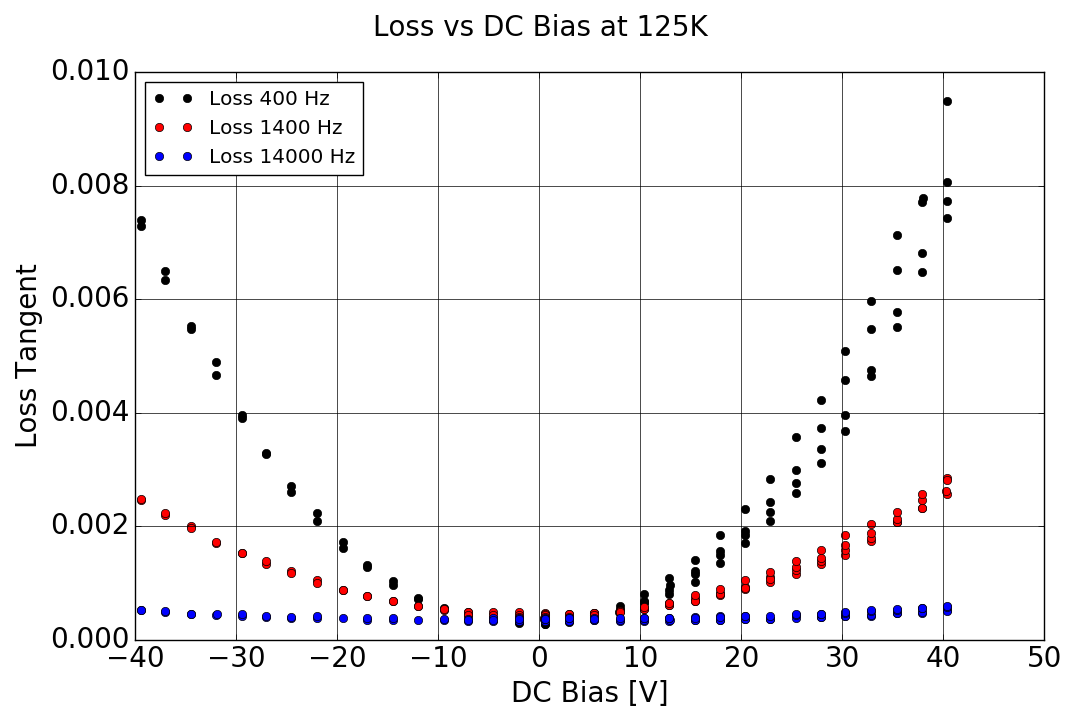 Loss vs DC Bias at 125K
0.010
Loss 400 Hz
Loss 1400 Hz
Loss 14000 Hz
0.008
0.006
Loss Tangent
0.004
0.002
0.000
−40 −30 −20 −10 0 10 20 30 40 50
DC Bias [V]